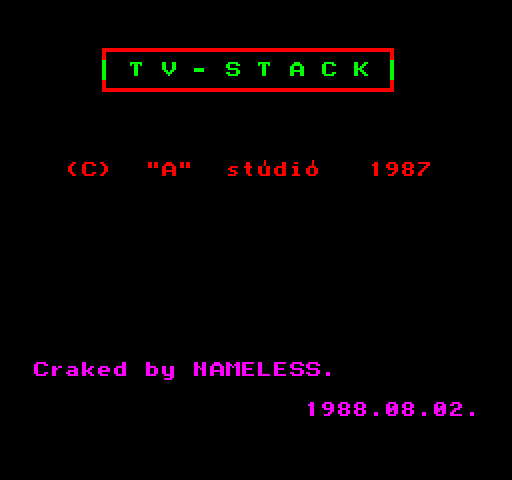 T V - S T A C K
(C) "A" stúdió 1987
Craked by NAMELESS.
1988.08.02.